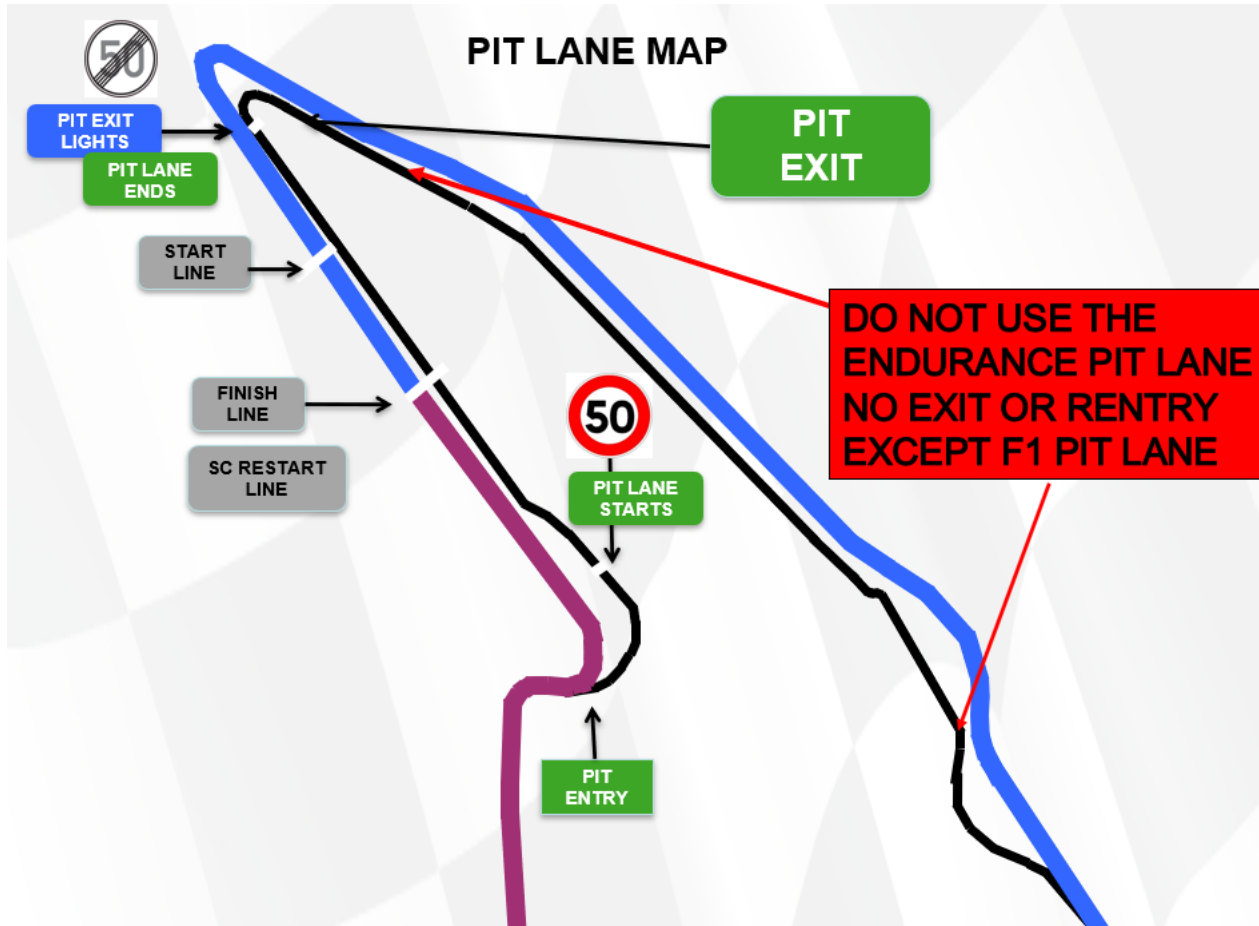 PIT LANE MAP
50
PIT EXIT
LIGHTS
PIT LANE
ENDS
PIT
EXIT
START
LINE
DO NOT USE THE
ENDURANCE PIT LANE
NO EXIT OR RENTRY
EXCEPT F1 PIT LANE
FINISH
LINE
50
SC RESTART
LINE
PIT LANE
STARTS
PIT
ENTRY